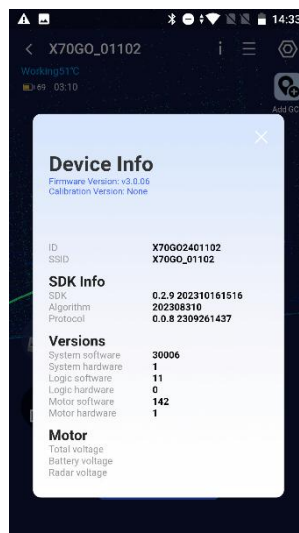 14:33
X70GO_01102
Working51°C
69 03:10
Add GC
Device Info
Firmware Version: v3.0.06
Calibration Version: None
ID X70GO2401102
SSID X70GO_01102
SDK Info
SDK 0.2.9 202310161516
Algorithm 202308310
Protocol 0.0.8 2309261437
Versions
System software 30006
System hardware 1
Logic software 11
Logic hardware 0
Motor software 142
Motor hardware 1
Motor
Total voltage
Battery voltage
Radar voltage